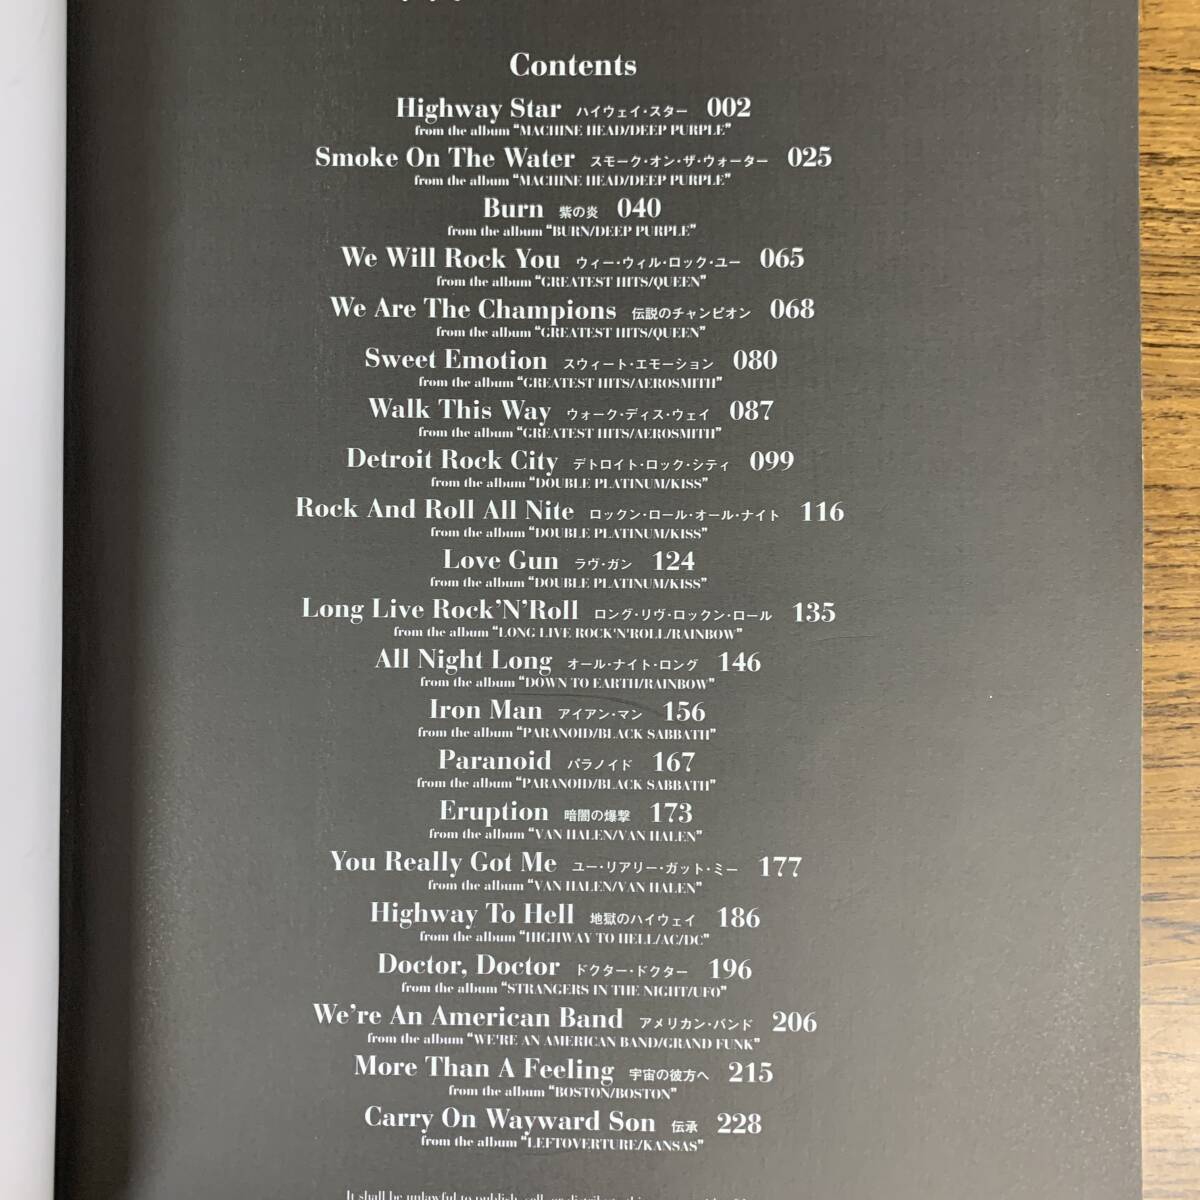 Contents
Highway Star ハイウェイ・スター 002
from the album “MACHINE HEAD/DEEP PURPLE”
Smoke On The Water スモーク・オン・ザ・ウォーター 025
from the album “MACHINE HEAD/DEEP PURPLE”
Burn 紫の炎 040
from the album “BURN/DEEP PURPLE”
We Will Rock You ウィー・ウィル・ロック・ユー 065
from the album “GREATEST HITS/QUEEN”
We Are The Champions 伝説のチャンピオン 068
from the album “GREATEST HITS/QUEEN”
Sweet Emotion スウィート・エモーション 080
from the album “GREATEST HITS/AEROSMITH”
Walk This Way ウォーク・ディス・ウェイ 087
from the album “GREATEST HITS/AEROSMITH”
Detroit Rock City デトロイト・ロック・シティ 099
from the album “DOUBLE PLATINUM/KISS”
Rock And Roll All Nite ロックン・ロール・オール・ナイト 116
from the album “DOUBLE PLATINUM/KISS”
Love Gun ラヴ・ガン 124
from the album “DOUBLE PLATINUM/KISS”
Long Live Rock’N’Roll ロング・リヴ・ロックン・ロール 135
from the album “LONG LIVE ROCK'N'ROLL/RAINBOW”
All Night Long オール・ナイト・ロング 146
from the album “DOWN TO EARTH/RAINBOW”
Iron Man アイアン・マン 156
from the album “PARANOID/BLACK SABBATH”
Paranoid パラノイド 167
from the album “PARANOID/BLACK SABBATH”
Eruption 暗闇の爆撃 173
from the album “VAN HALEN/VAN HALEN”
You Really Got Me ユー・リアリー・ガット・ミー 177
from the album “VAN HALEN/VAN HALEN”
Highway To Hell 地獄のハイウェイ 186
from the album “HIGHWAY TO HELL/AC/DC”
Doctor, Doctor ドクター・ドクター 196
from the album “STRANGERS IN THE NIGHT/UFO”
We’re An American Band アメリカン・バンド 206
from the album “WE'RE AN AMERICAN BAND/GRAND FUNK”
More Than A Feeling 宇宙の彼方へ 215
from the album “BOSTON/BOSTON”
Carry On Wayward Son 伝承 228
from the album “LEFTOVERTURE/KANSAS”
It shall be unlawful to publish, sell